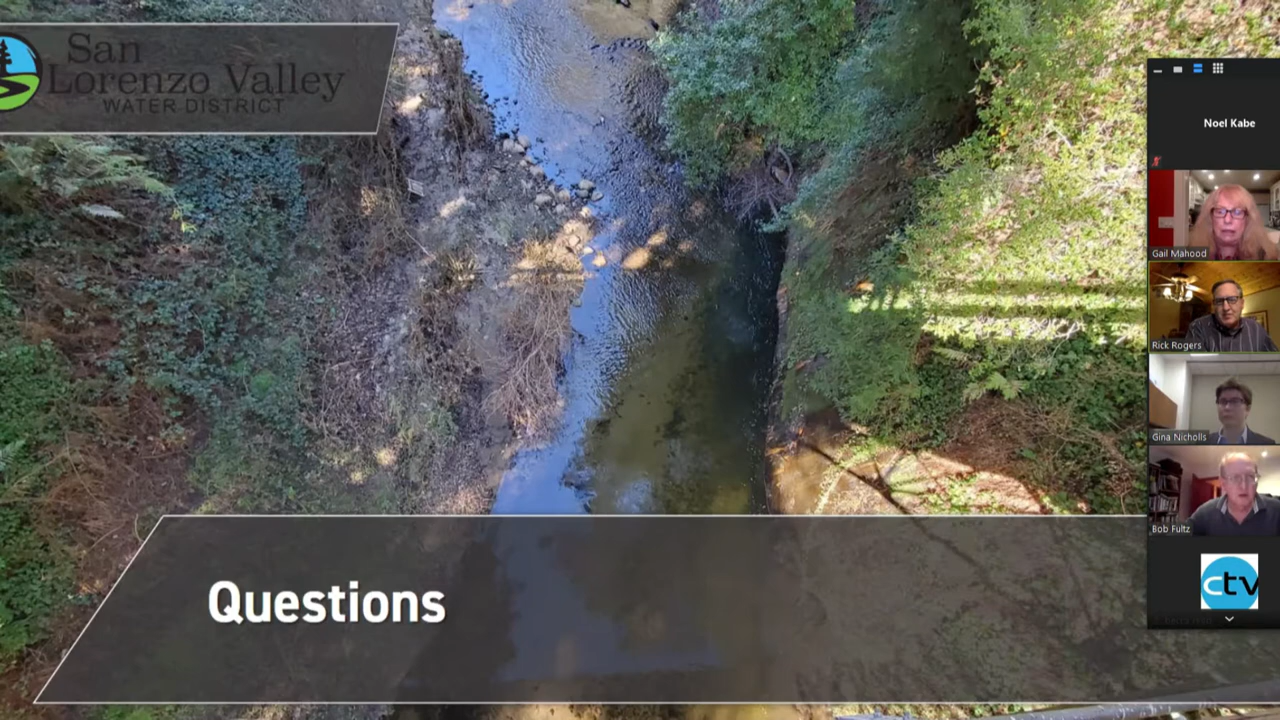 San
Lorenzo Valley
WATER DISTRICT
Noel Kabe
Gail Mahood
Rick Rogers
Gina Nicholls
Bob Fultz
ctv
Questions